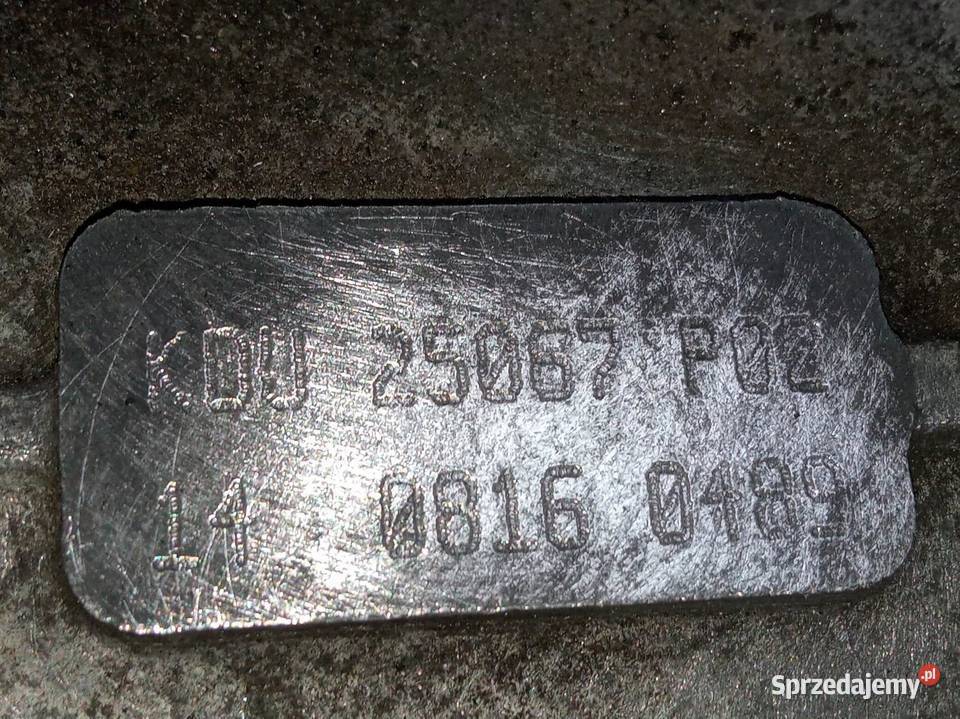 KDU 25067 P02
14 0816 0489
Sprzedajemy.pl